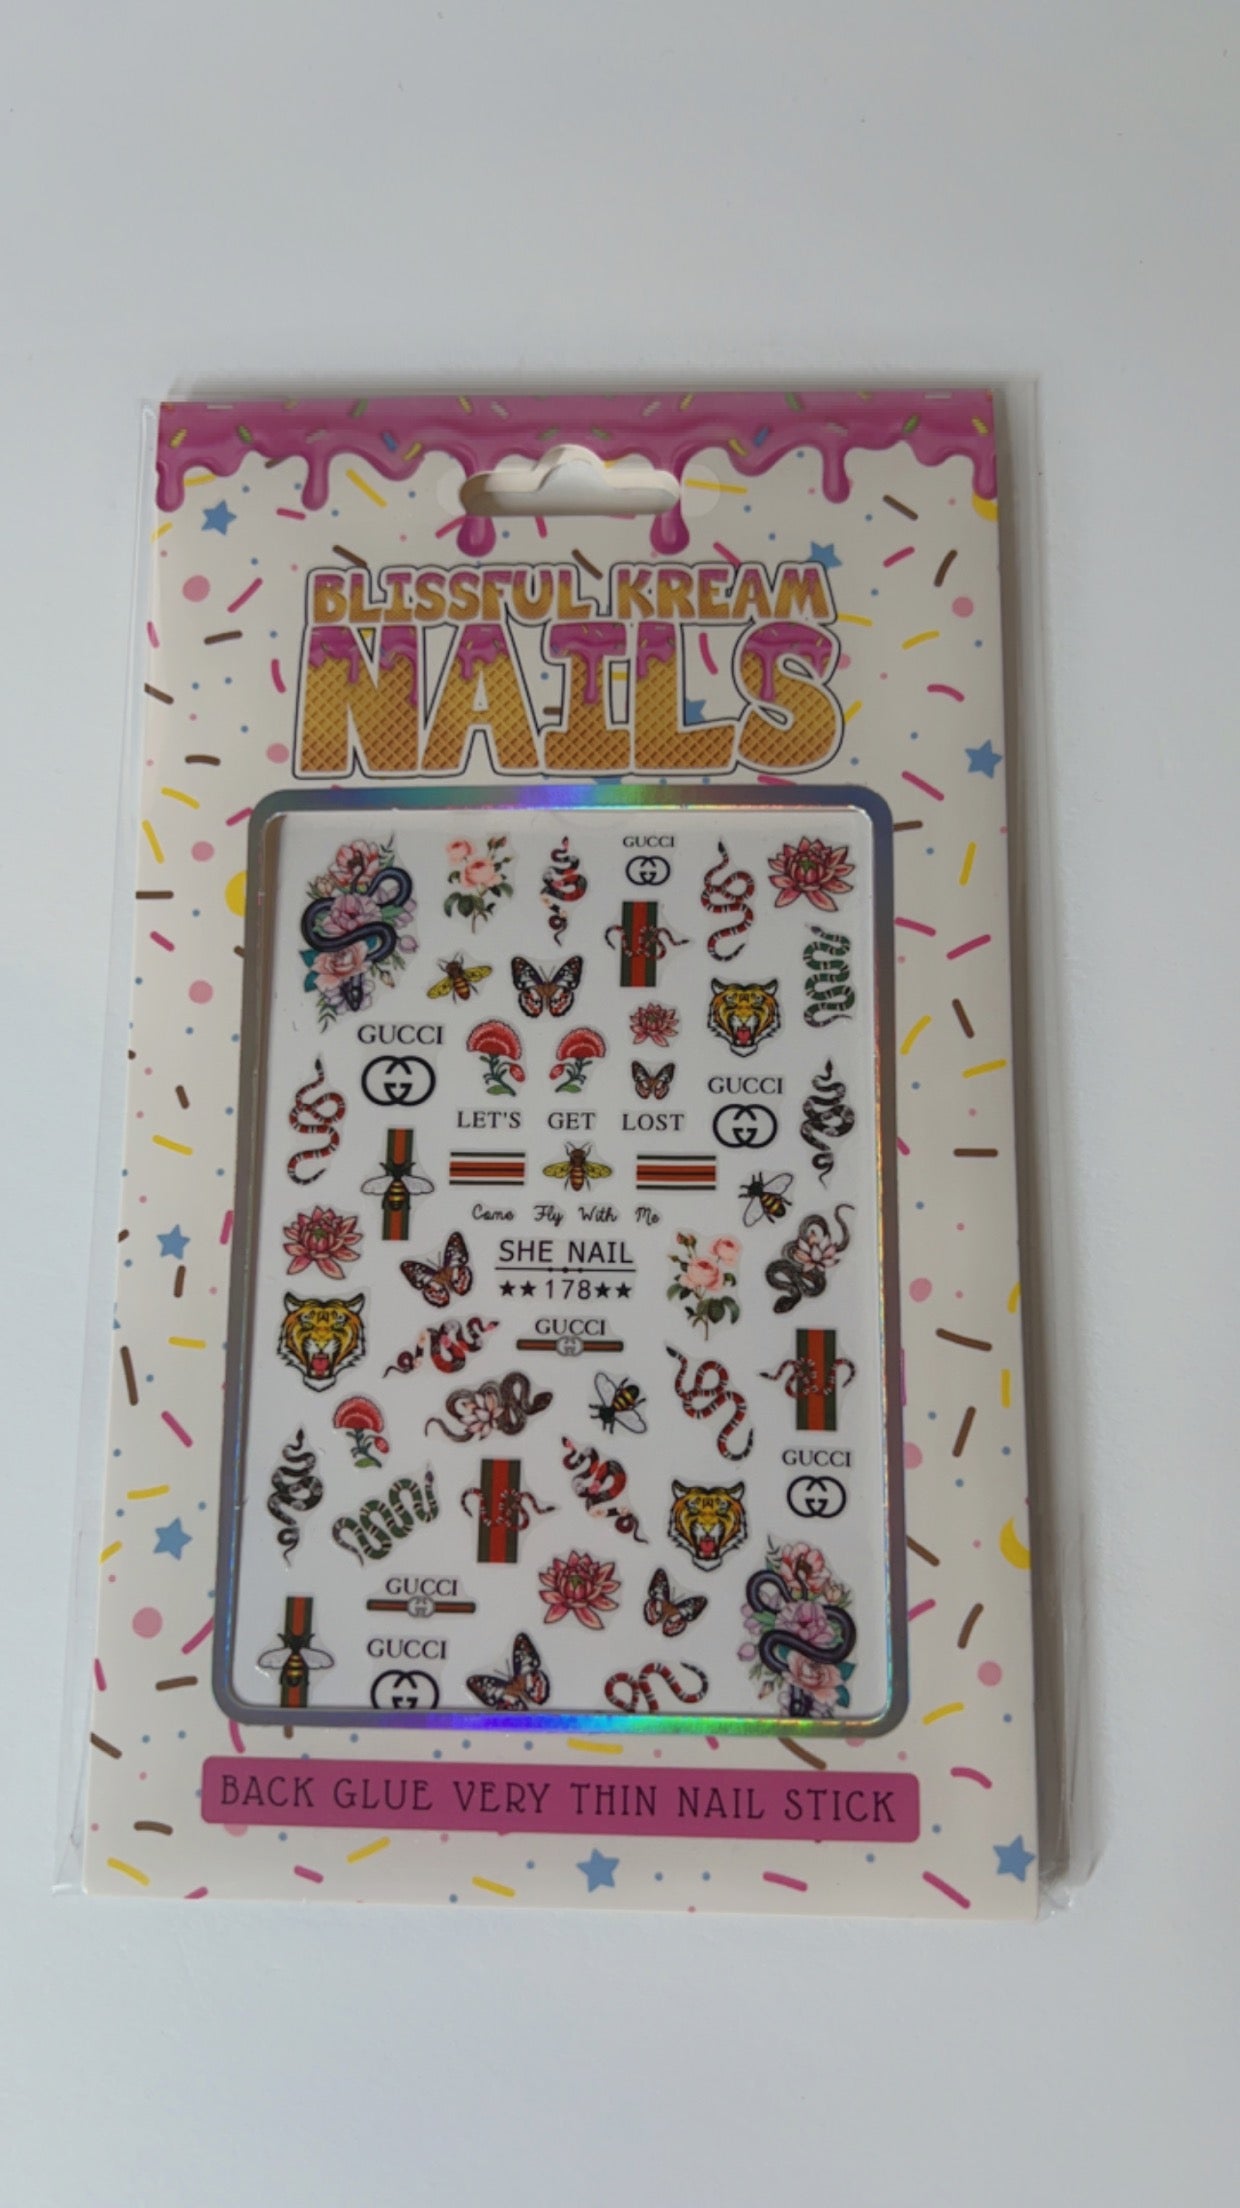 BLISSFUL KREAM
NAILS
GUCCI
GUCCI
GUCCI
LET'S GET LOST
Come Fly With Me
SHE NAIL
★★178★★
GUCCI
GUCCI
GUCCI
GUCCI
BACK GLUE VERY THIN NAIL STICK